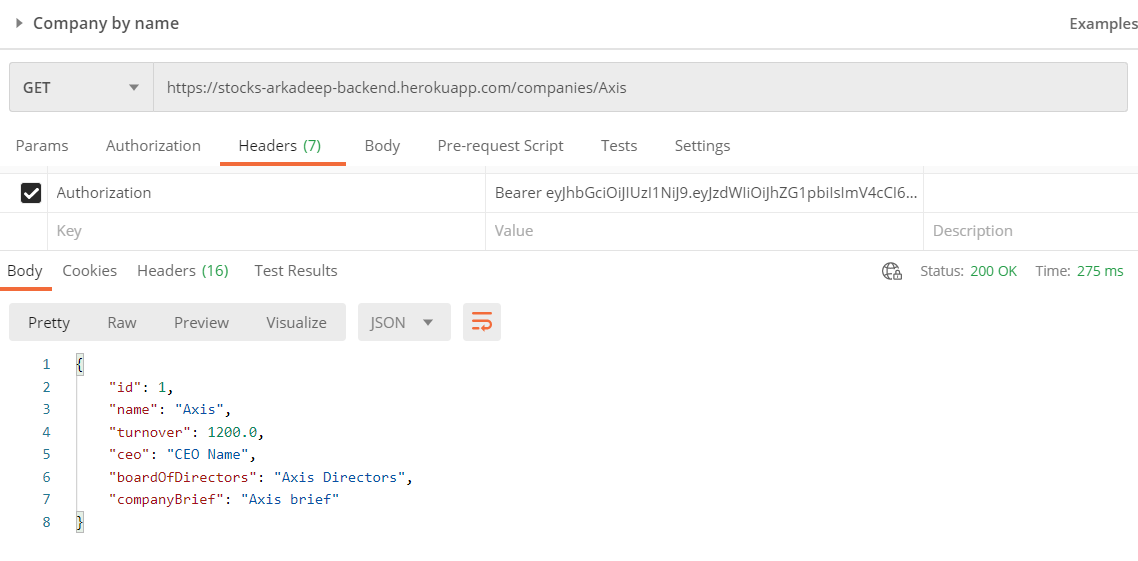 Company by name
Examples
GET
https://stocks-arkadeep-backend.herokuapp.com/companies/Axis
Params Authorization Headers (7) Body Pre-request Script Tests Settings
Authorization Bearer eyJhbGciOiJIUzI1NiJ9.eyJzdWIiOiJhZG1pbiIsImV4cCI6...
Key Value Description
Body Cookies Headers (16) Test Results Status: 200 OK Time: 275 ms
Pretty Raw Preview Visualize JSON
1 {
2 "id": 1,
3 "name": "Axis",
4 "turnover": 1200.0,
5 "ceo": "CEO Name",
6 "boardOfDirectors": "Axis Directors",
7 "companyBrief": "Axis brief"
8 }